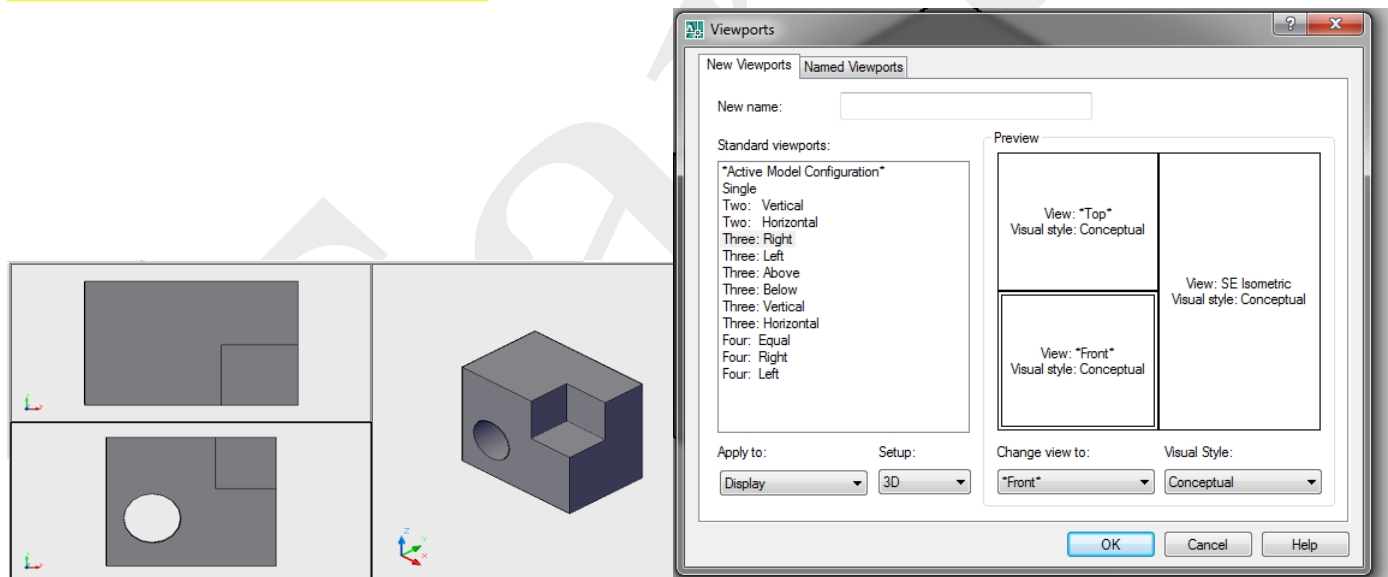 Viewports
New Viewports
Named Viewports
New name:
Standard viewports:
*Active Model Configuration*
Single
Two: Vertical
Two: Horizontal
Three: Right
Three: Left
Three: Above
Three: Below
Three: Vertical
Three: Horizontal
Four: Equal
Four: Right
Four: Left
Apply to:
Display
Setup:
3D
Preview
View: *Top*
Visual style: Conceptual
View: *Front*
Visual style: Conceptual
View: SE Isometric
Visual style: Conceptual
Change view to:
*Front*
Visual Style:
Conceptual
OK
Cancel
Help
Z
Y
X